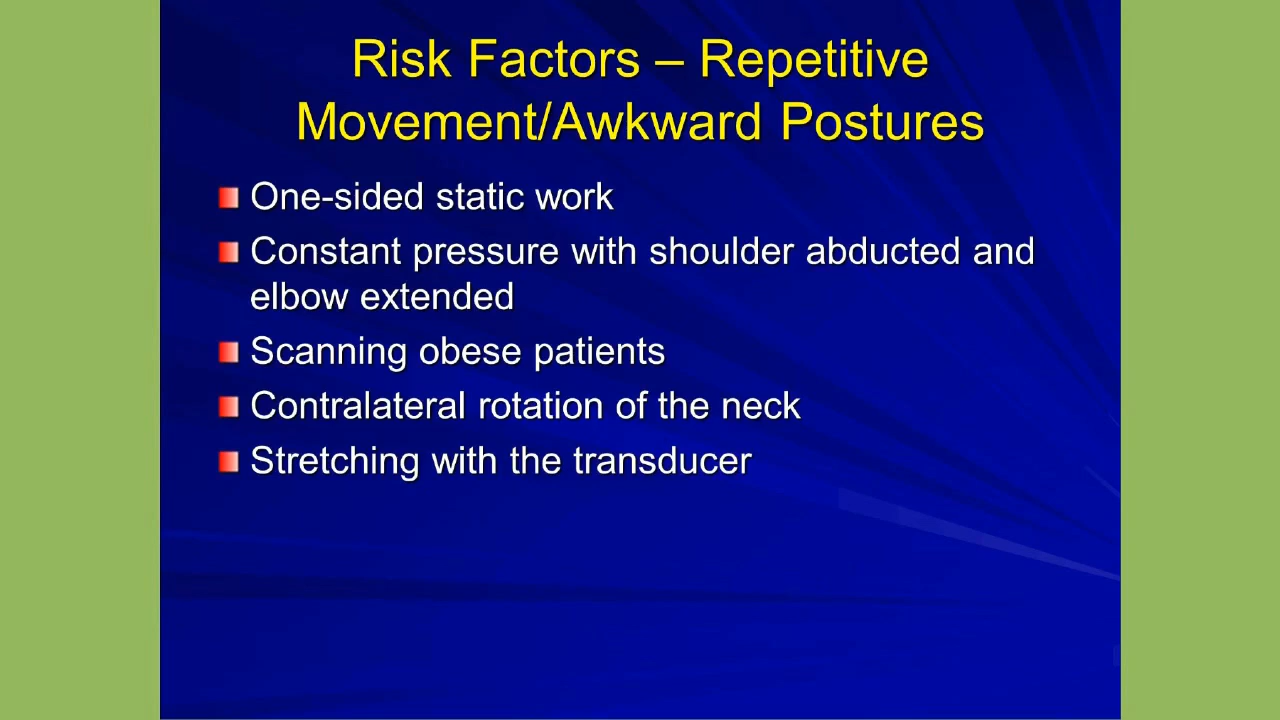 Risk Factors – Repetitive
Movement/Awkward Postures
One-sided static work
Constant pressure with shoulder abducted and
elbow extended
Scanning obese patients
Contralateral rotation of the neck
Stretching with the transducer